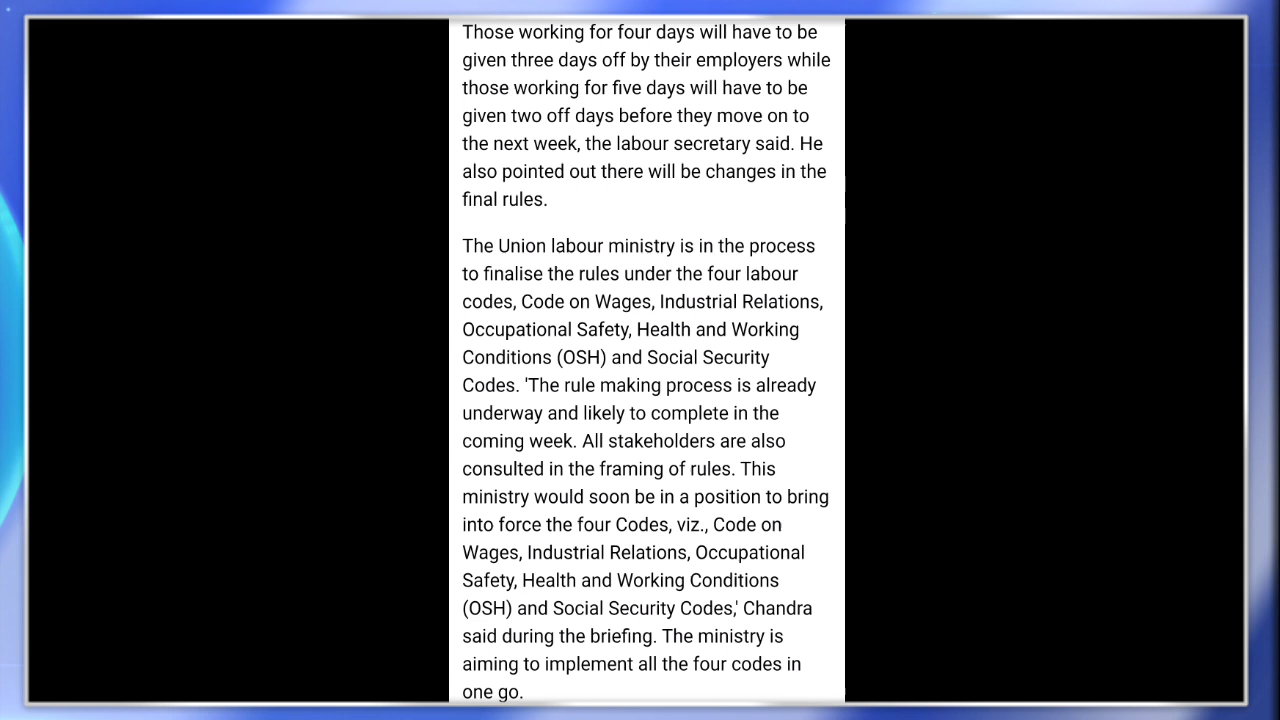 Those working for four days will have to be
given three days off by their employers while
those working for five days will have to be
given two off days before they move on to
the next week, the labour secretary said. He
also pointed out there will be changes in the
final rules.
The Union labour ministry is in the process
to finalise the rules under the four labour
codes, Code on Wages, Industrial Relations,
Occupational Safety, Health and Working
Conditions (OSH) and Social Security
Codes. 'The rule making process is already
underway and likely to complete in the
coming week. All stakeholders are also
consulted in the framing of rules. This
ministry would soon be in a position to bring
into force the four Codes, viz., Code on
Wages, Industrial Relations, Occupational
Safety, Health and Working Conditions
(OSH) and Social Security Codes,' Chandra
said during the briefing. The ministry is
aiming to implement all the four codes in
one go.